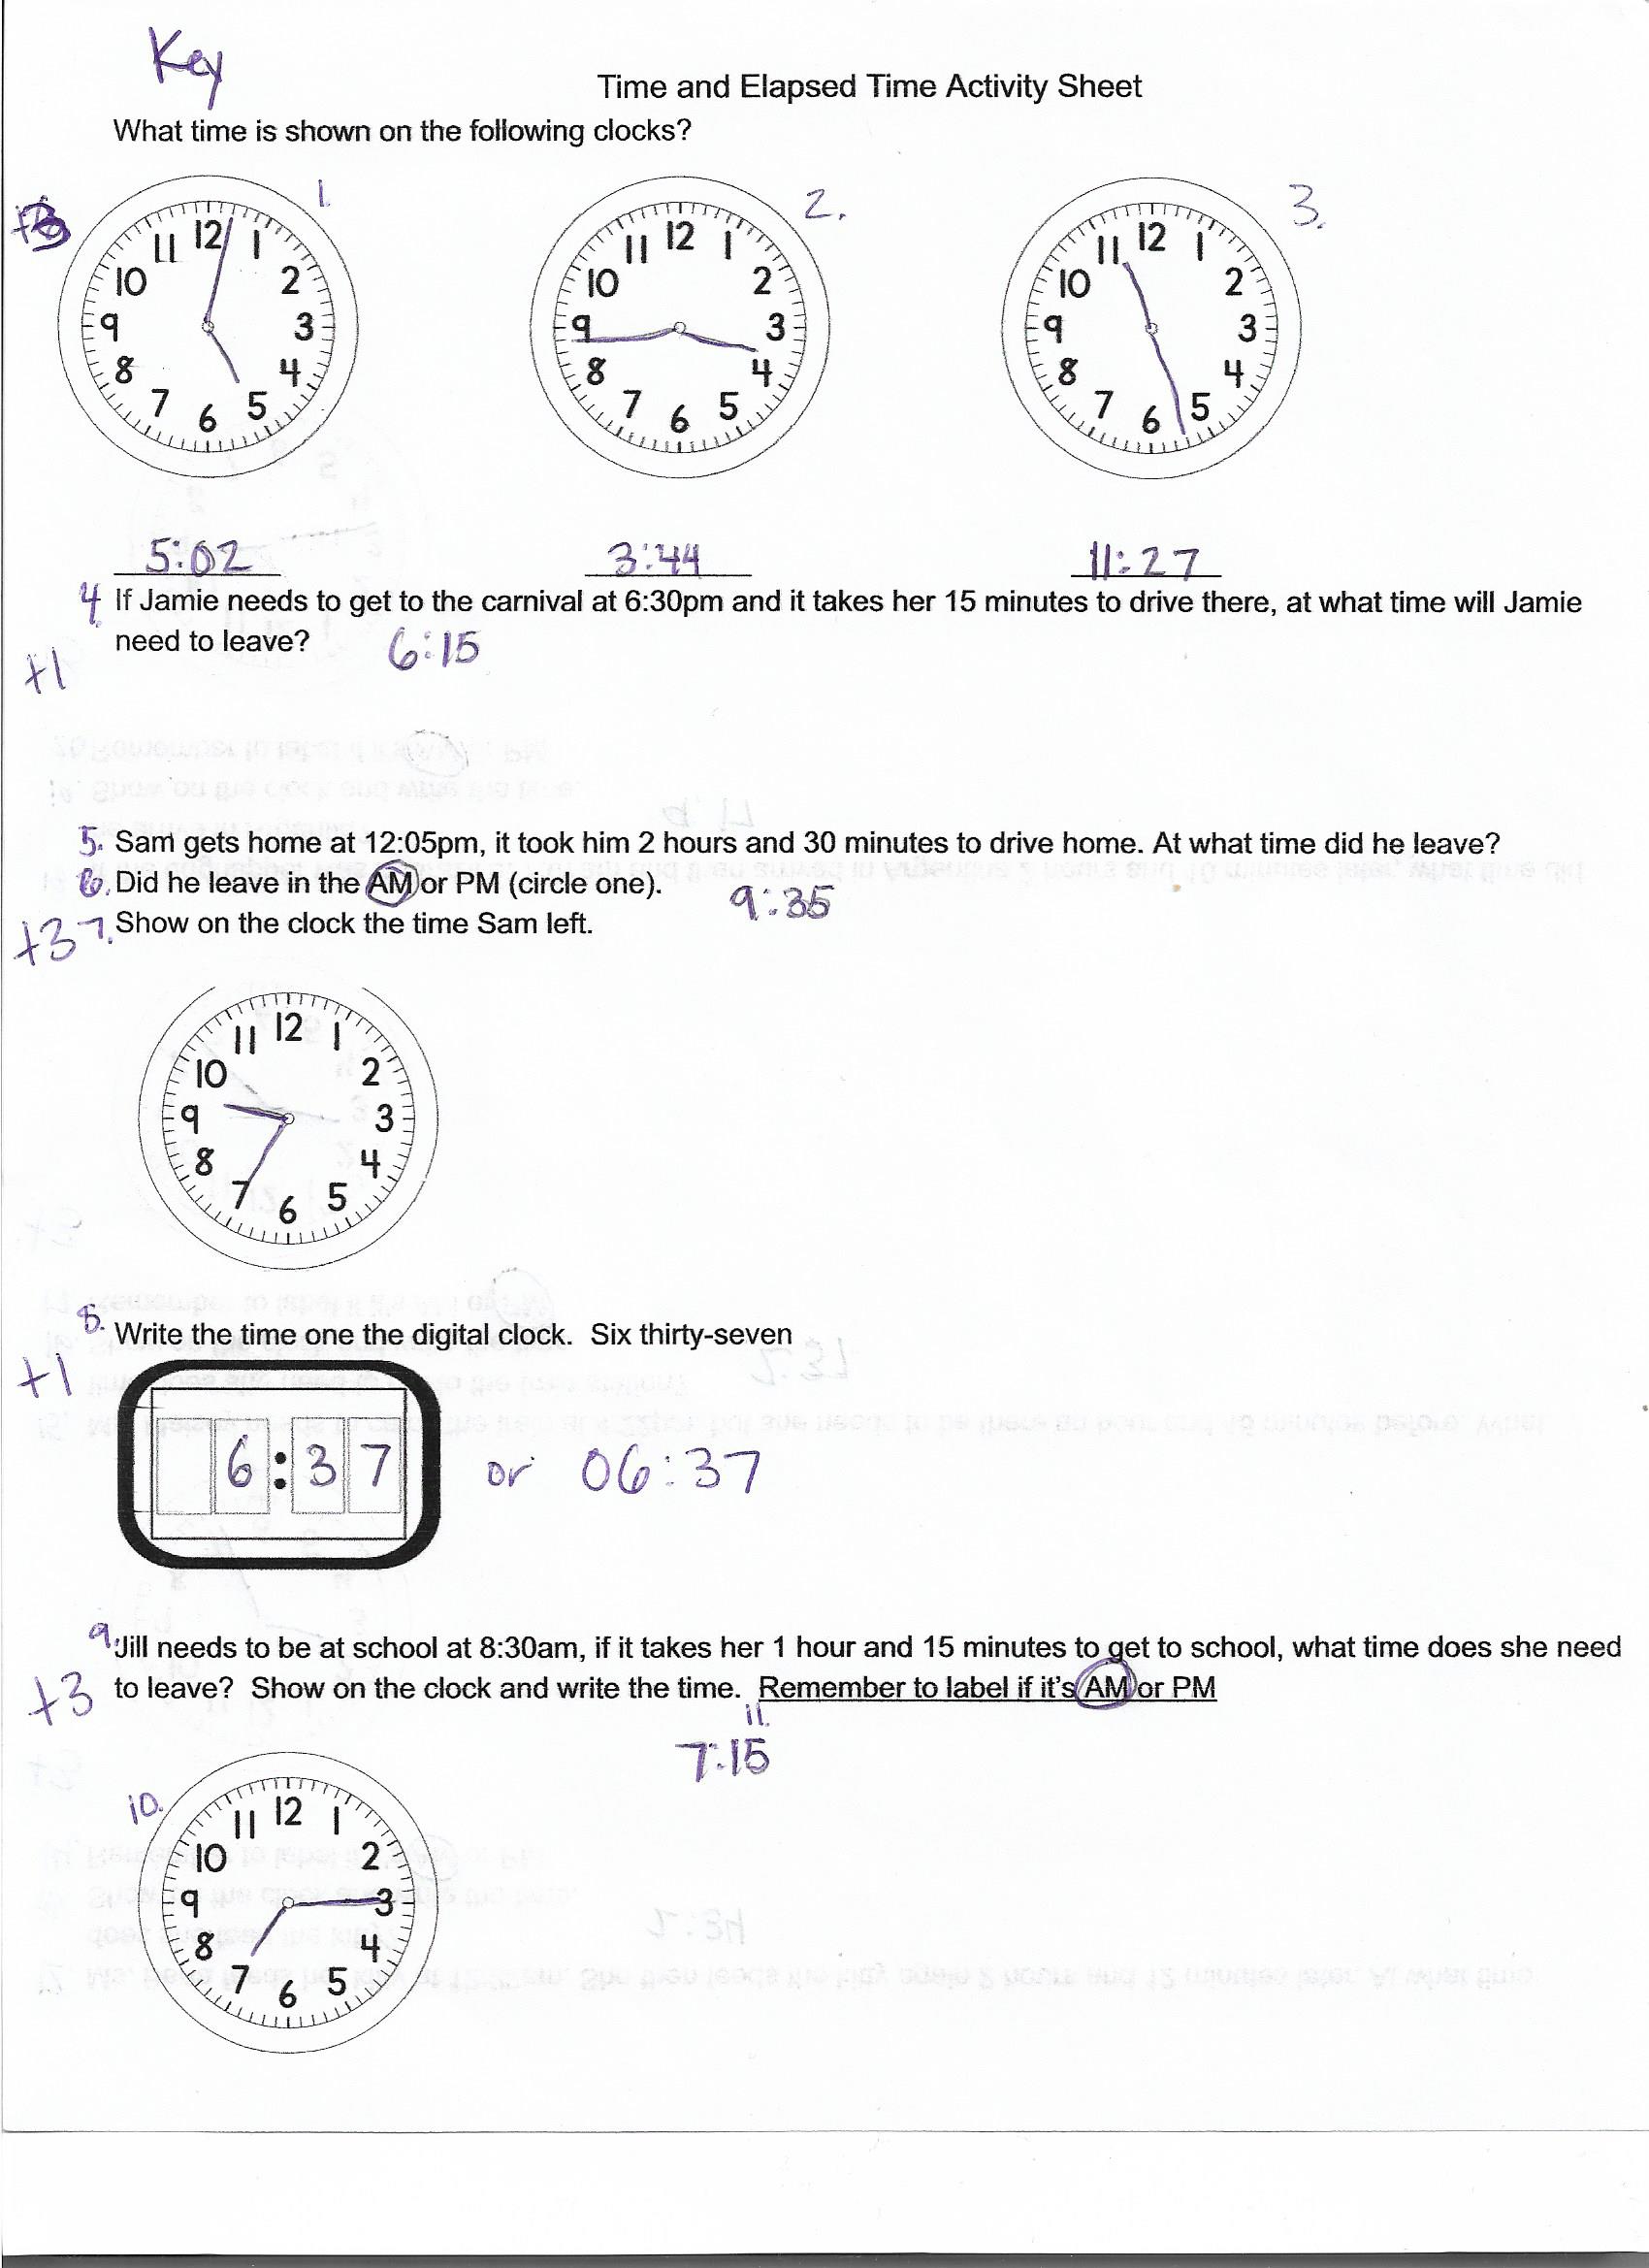 Key
Time and Elapsed Time Activity Sheet
What time is shown on the following clocks?
+3 1. 2. 3.
12 1 2 3 4 5 6 7 8 9 10 11
12 1 2 3 4 5 6 7 8 9 10 11
12 1 2 3 4 5 6 7 8 9 10 11
5:02 3:44 11:27
4. If Jamie needs to get to the carnival at 6:30pm and it takes her 15 minutes to drive there, at what time will Jamie
need to leave? 6:15
+1
5. Sam gets home at 12:05pm, it took him 2 hours and 30 minutes to drive home. At what time did he leave?
6. Did he leave in the AM or PM (circle one). 9:35
+3 7. Show on the clock the time Sam left.
12 1 2 3 4 5 6 7 8 9 10 11
8. Write the time one the digital clock. Six thirty-seven
+1
6:37 or 06:37
9. Jill needs to be at school at 8:30am, if it takes her 1 hour and 15 minutes to get to school, what time does she need
+3 to leave? Show on the clock and write the time. Remember to label if it's AM or PM
11.
7:15
10.
12 1 2 3 4 5 6 7 8 9 10 11